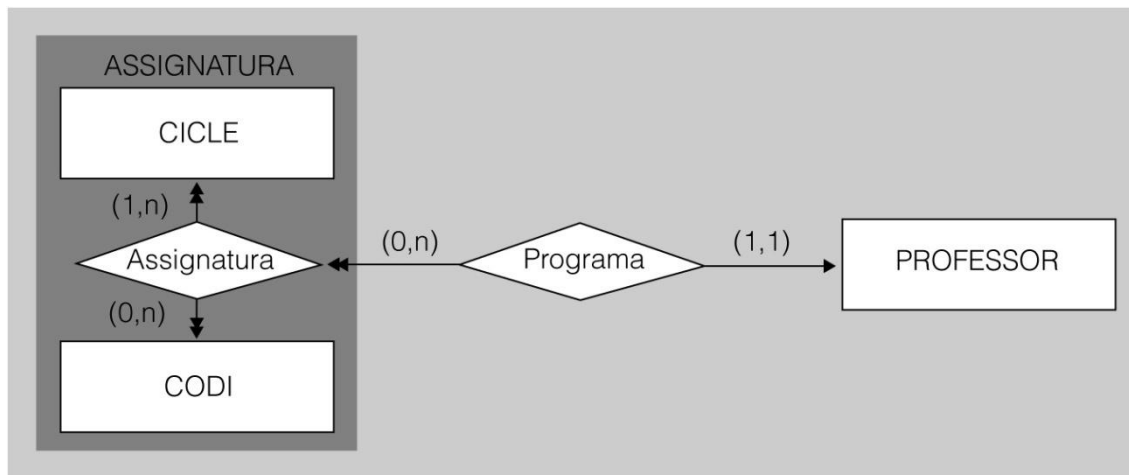 ASSIGNATURA
CICLE
(1,n)
Assignatura
(0,n)
CODI
(0,n)
Programa
(1,1)
PROFESSOR